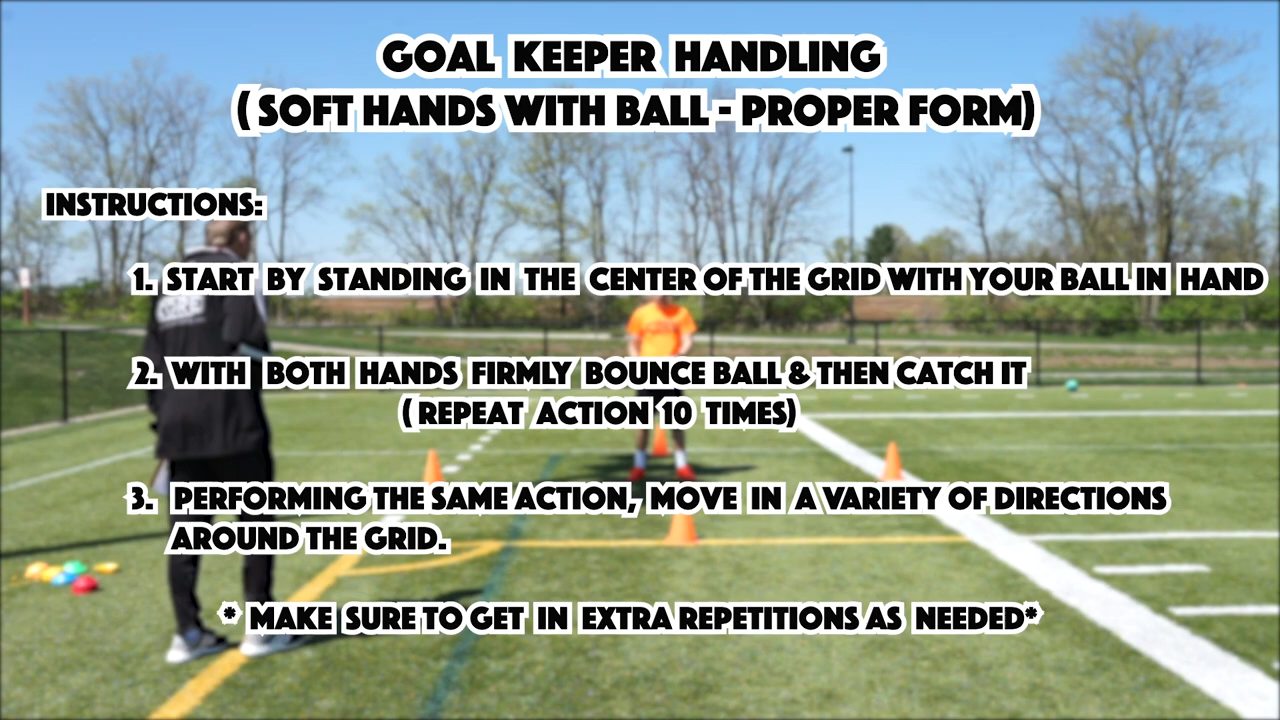 GOAL KEEPER HANDLING
(SOFT HANDS WITH BALL - PROPER FORM)
INSTRUCTIONS:
1. START BY STANDING IN THE CENTER OF THE GRID WITH YOUR BALL IN HAND
2. WITH BOTH HANDS FIRMLY BOUNCE BALL & THEN CATCH IT
(REPEAT ACTION 10 TIMES)
3. PERFORMING THE SAME ACTION, MOVE IN A VARIETY OF DIRECTIONS
AROUND THE GRID.
* MAKE SURE TO GET IN EXTRA REPETITIONS AS NEEDED*